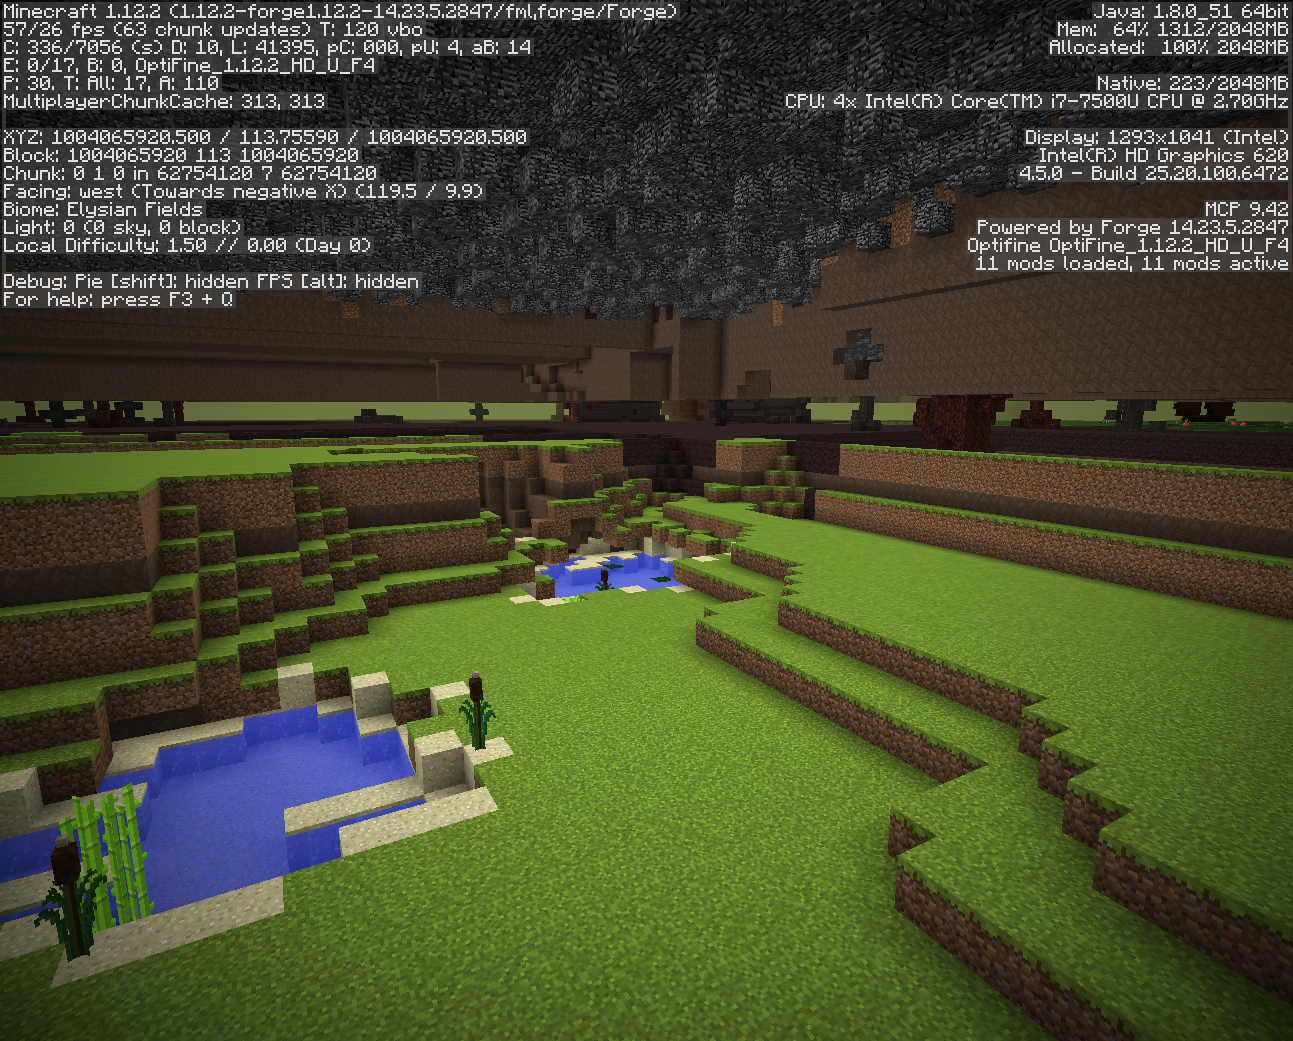 Minecraft 1.12.2 (1.12.2-forge1.12.2-14.23.5.2847/fml,forge/Forge)
57/26 fps (63 chunk updates) T: 120 vbo
C: 336/7056 (s) D: 10, L: 41395, pC: 000, pU: 4, aB: 14
E: 0/17, B: 0, OptiFine_1.12.2_HD_U_F4
P: 30. T: All: 17, A: 110
MultiplayerChunkCache: 313, 313
XYZ: 1004065920.500 / 113.75590 / 1004065920.500
Block: 1004065920 113 1004065920
Chunk: 0 1 0 in 62754120 7 62754120
Facing: west (Towards negative X) (119.5 / 9.9)
Biome: Elysian Fields
Light: 0 (0 sky, 0 block)
Local Difficulty: 1.50 // 0.00 (Day 0)
Debug: Pie [shift]: hidden FPS [alt]: hidden
For help: press F3 + Q
Java: 1.8.0_51 64bit
Mem: 64% 1312/2048MB
Allocated: 100% 2048MB
Native: 223/2048MB
CPU: 4x Intel(R) Core(TM) i7-7500U CPU @ 2.70GHz
Display: 1293x1041 (Intel)
Intel(R) HD Graphics 620
4.5.0 - Build 25.20.100.6472
MCP 9.42
Powered by Forge 14.23.5.2847
Optifine OptiFine_1.12.2_HD_U_F4
11 mods loaded, 11 mods active